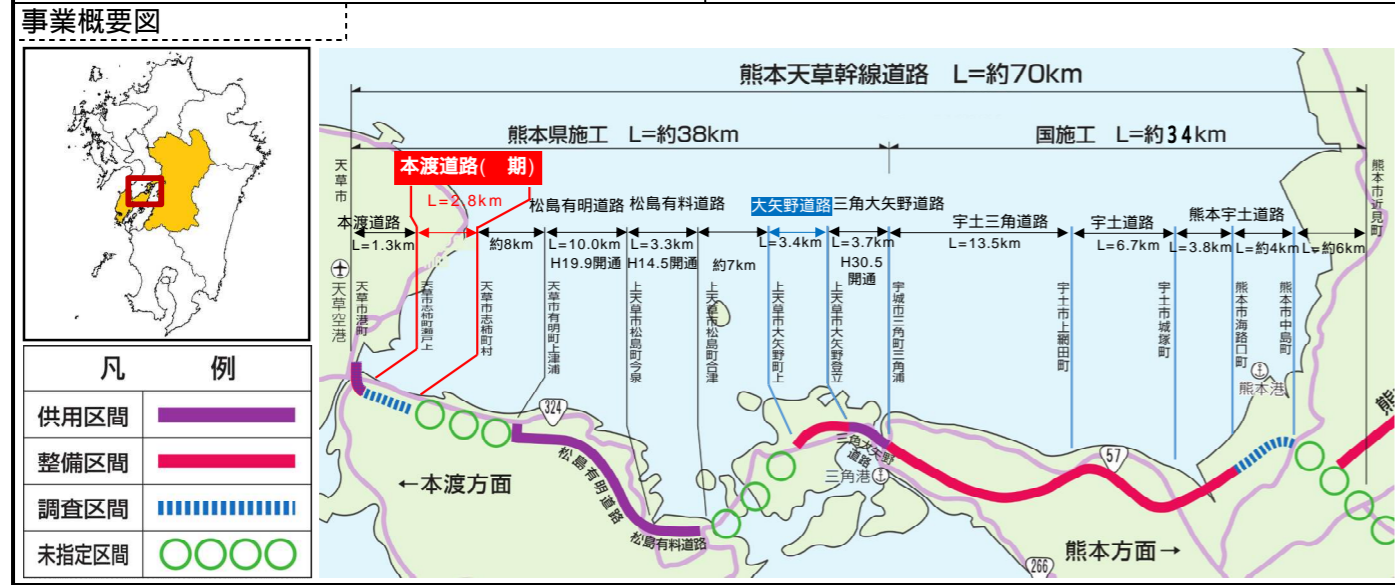 事業概要図
熊本天草幹線道路 L=約70km
熊本県施工 L=約38km
国施工 L=約34km
天草市
熊本市近見町
本渡道路( 期)
L=2.8km
本渡道路
L=1.3km
約8km
松島有明道路
L=10.0km
H19.9開通
松島有料道路
L=3.3km
H14.5開通
約7km
大矢野道路
L=3.4km
三角大矢野道路
L=3.7km
H30.5
開通
宇土三角道路
L=13.5km
宇土道路
L=6.7km
熊本宇土道路
L=3.8km
L=約4km
L=約6km
天草空港
天草市港町
天草市志柿町瀬戸上
天草市志柿町村
天草市有明町上津浦
上天草市松島町今泉
上天草市松島町合津
上天草市大矢野町上
上天草市大矢野登立
宇城市三角町三角浦
宇土市上網田町
宇土市城塚町
熊本市海路口町
熊本市中島町
熊本港
324
松島有明道路
松島有料道路
三角大矢野
道路
三角港
57
266
←本渡方面
熊本方面→
熊
凡 例
供用区間
整備区間
調査区間
未指定区間